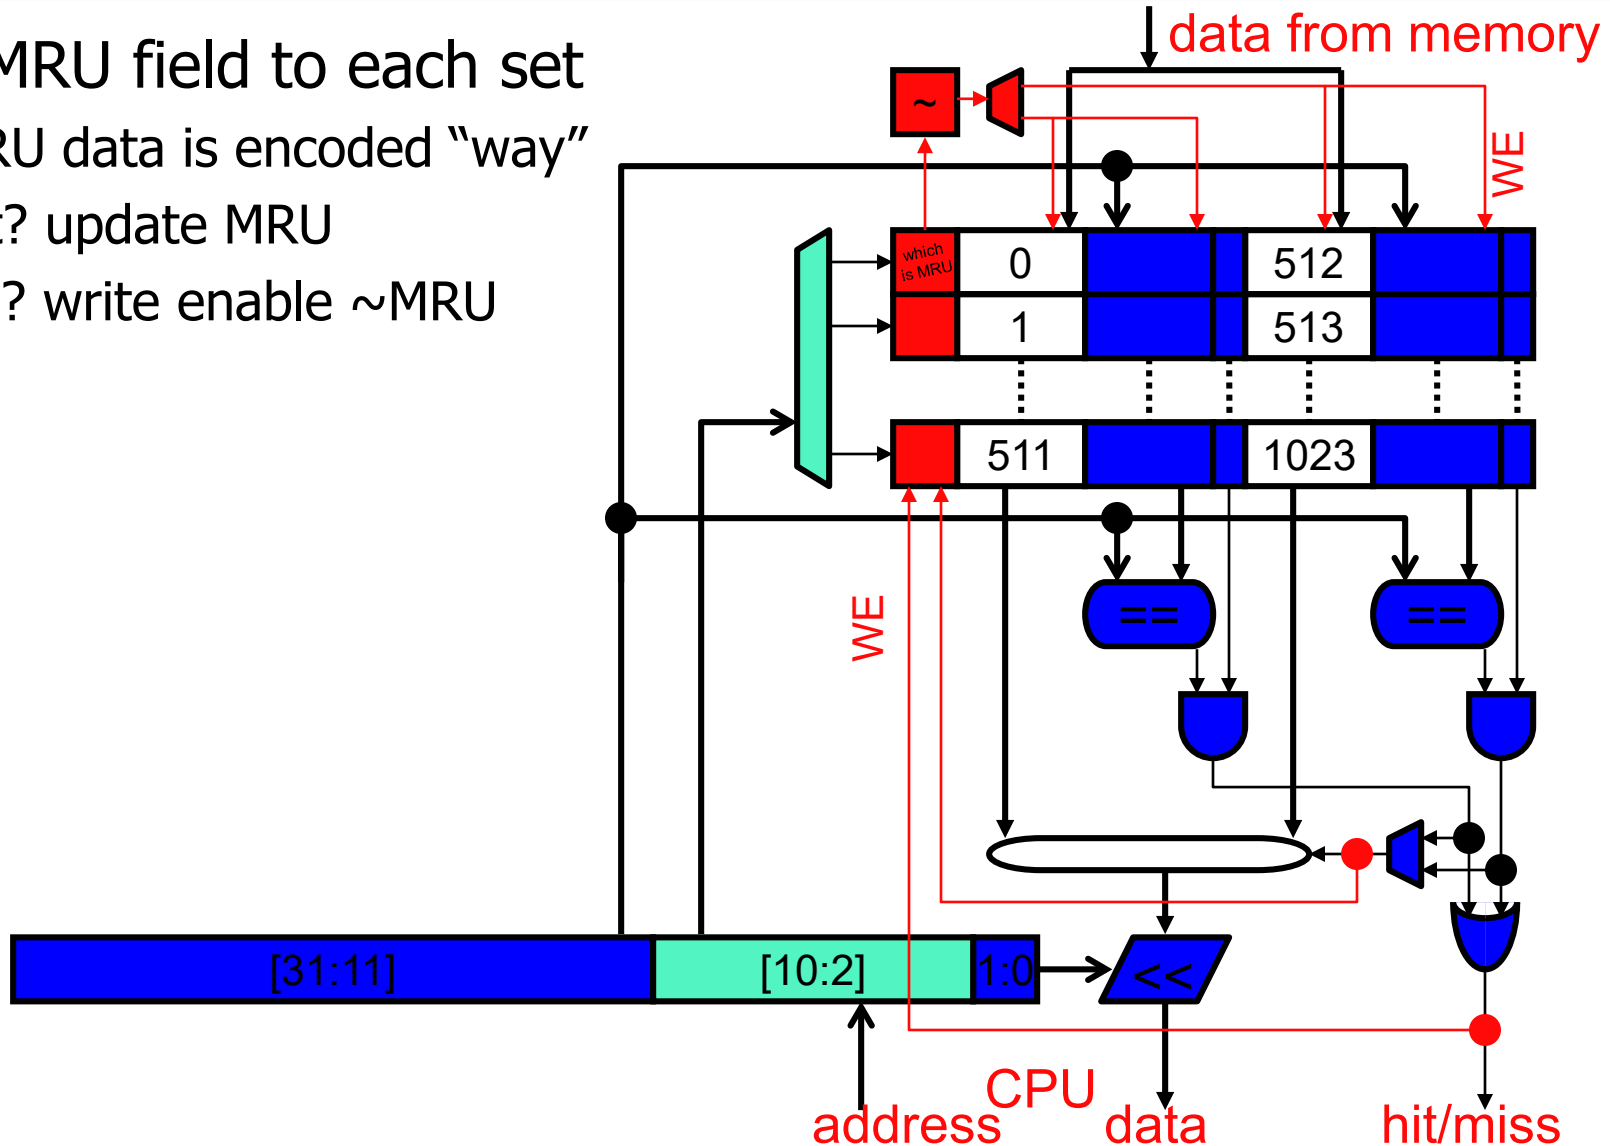 MRU field to each set
RU data is encoded “way”
t? update MRU
? write enable ~MRU
data from memory
~
WE
which
is MRU
0
512
1
513
511
1023
==
==
WE
[31:11]
[10:2]
1:0
<<
CPU
address
data
hit/miss